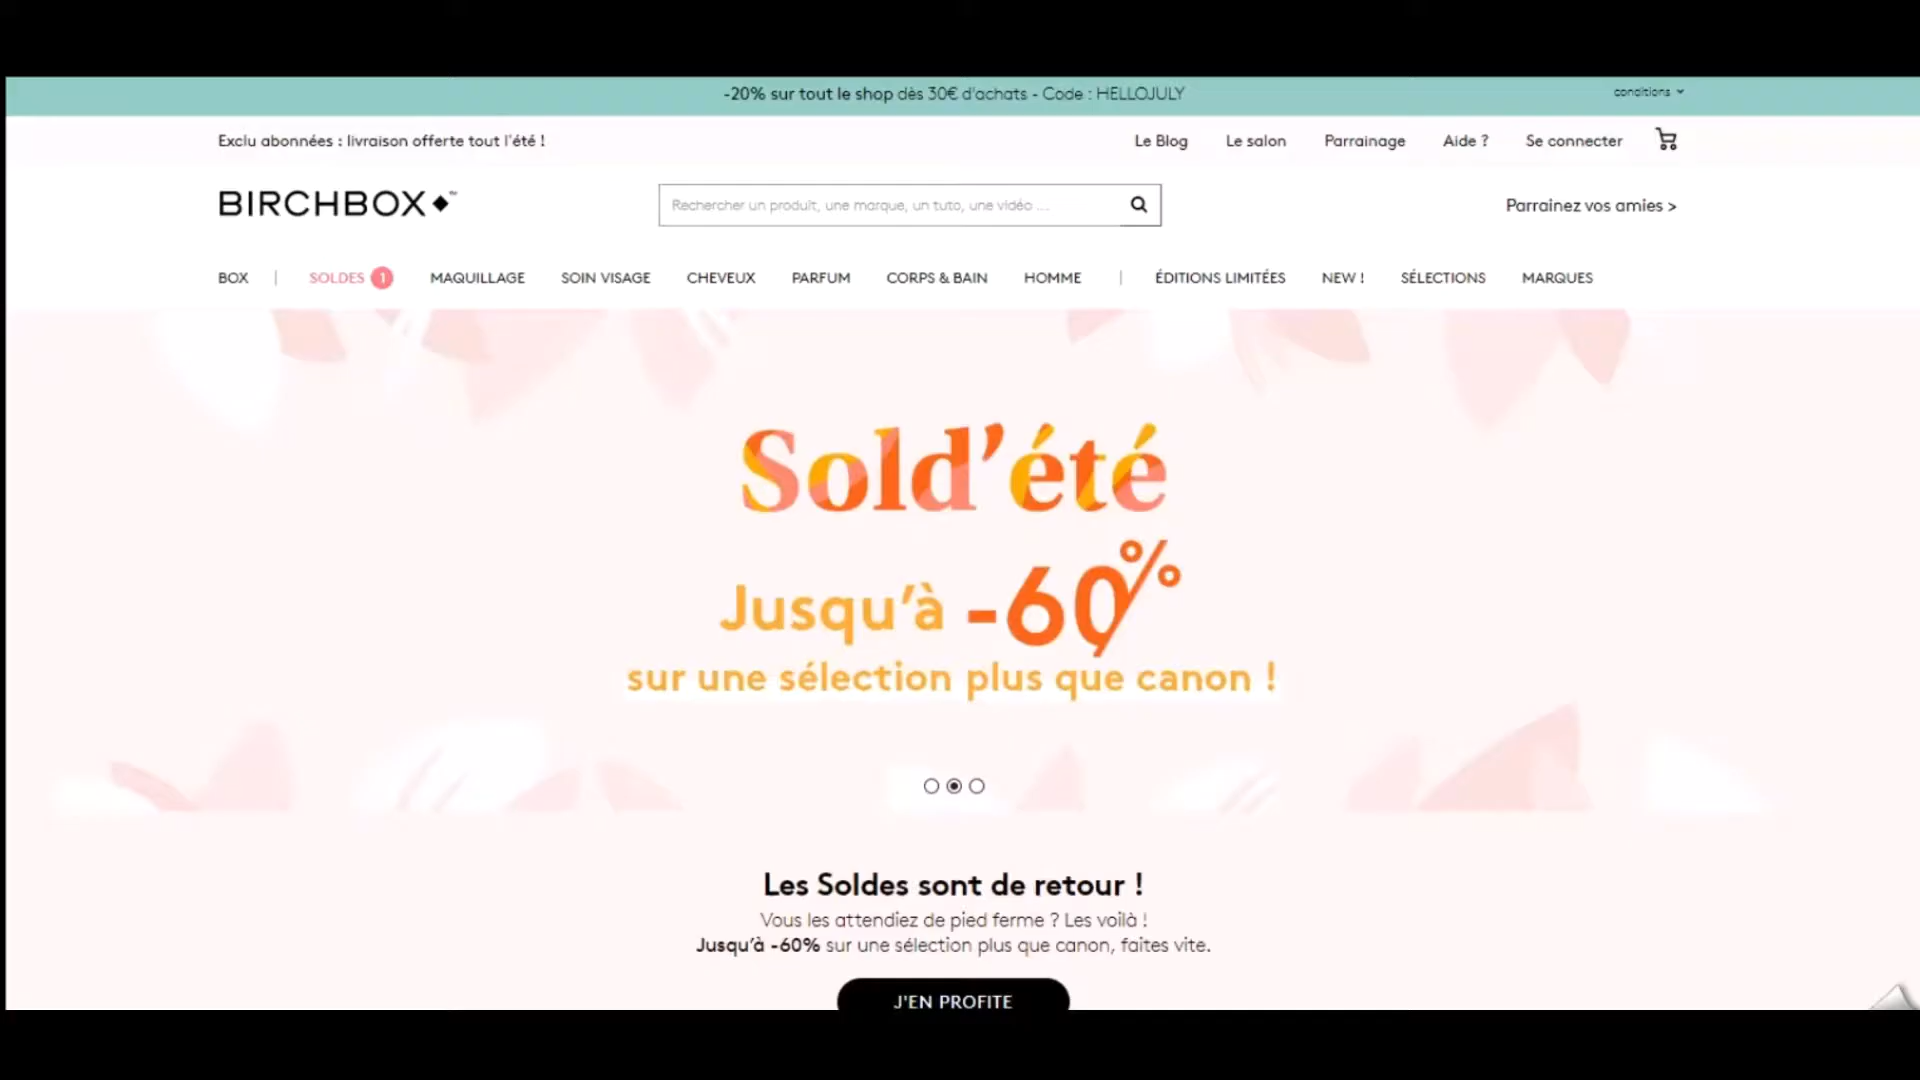 -20% sur tout le shop dès 30€ d'achats - Code : HELLOJULY
conditions
Exclu abonnées : livraison offerte tout l'été !
Le Blog
Le salon
Parrainage
Aide ?
Se connecter
BIRCHBOX
Rechercher un produit, une marque, un tuto, une vidéo ...
Parrainez vos amies >
BOX | SOLDES 1 MAQUILLAGE SOIN VISAGE CHEVEUX PARFUM CORPS & BAIN HOMME | ÉDITIONS LIMITÉES NEW ! SÉLECTIONS MARQUES
Sold'été
Jusqu'à -60%
sur une sélection plus que canon !
Les Soldes sont de retour !
Vous les attendiez de pied ferme ? Les voilà !
Jusqu'à -60% sur une sélection plus que canon, faites vite.
J'EN PROFITE